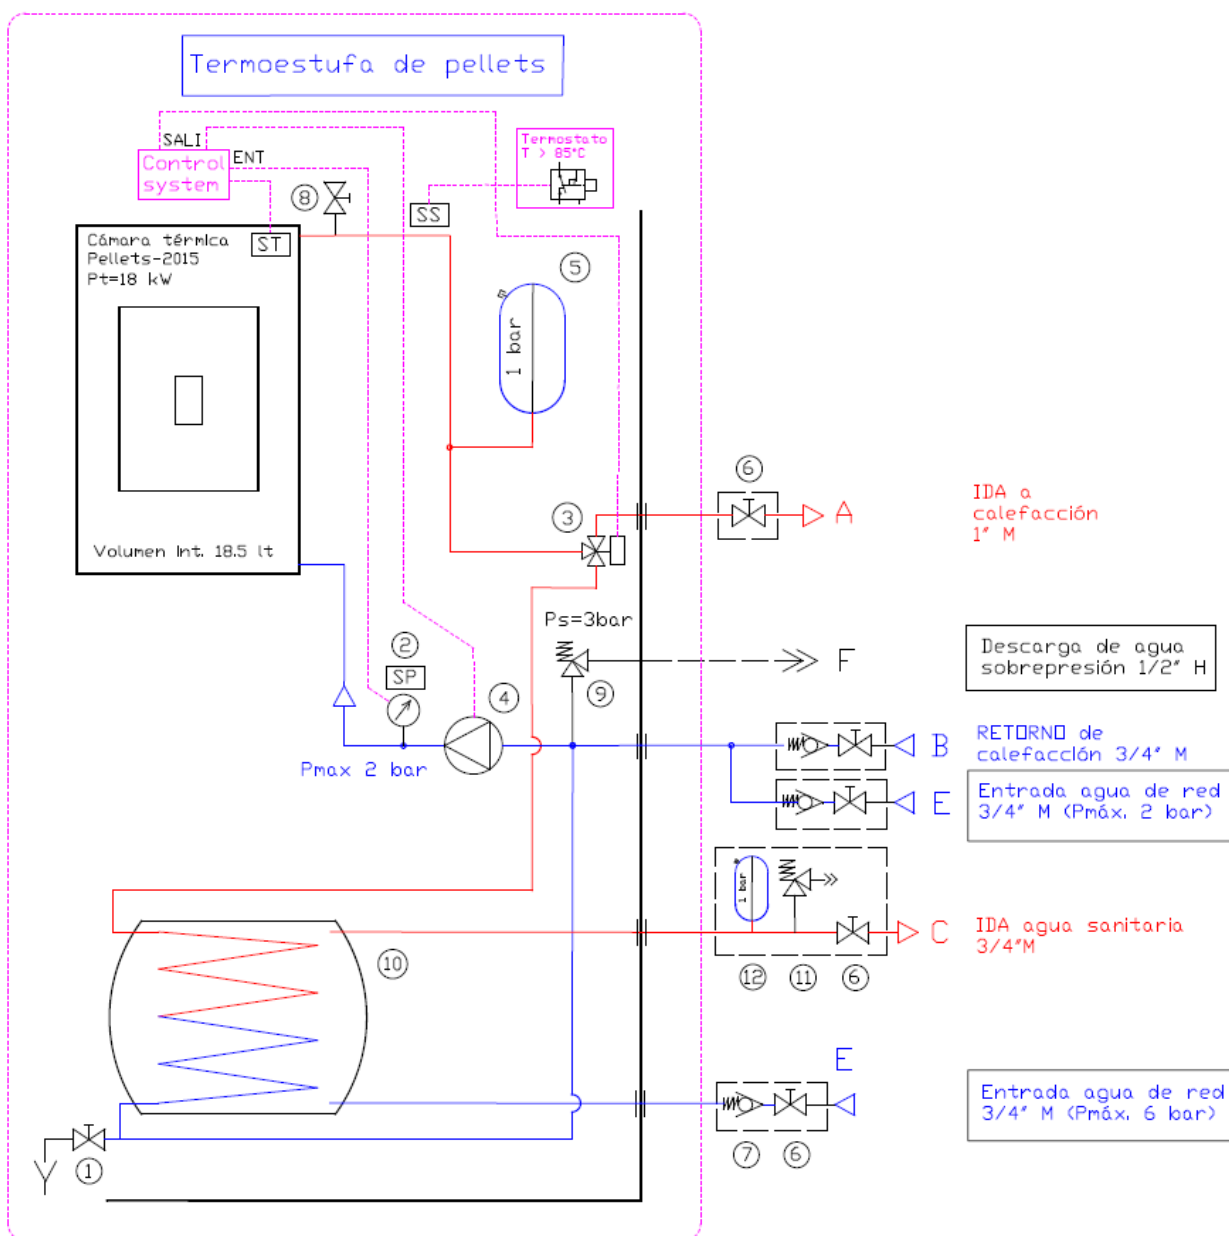 Termoestufa de pellets
SALI
ENT
Control
system
Termostato
T > 85°C
8
SS
ST
Cámara térmica
Pellets-2015
Pt=18 kW
5
1 bar
Volumen Int. 18.5 lt
3
6
A
IDA a
calefacción
1" M
Ps=3bar
2
SP
4
9
F
Descarga de agua
sobrepresión 1/2" H
Pmax 2 bar
B
RETORNO de
calefacción 3/4" M
E
Entrada agua de red
3/4" M (Pmáx. 2 bar)
1 bar
10
12
11
6
C
IDA agua sanitaria
3/4"M
E
Entrada agua de red
3/4" M (Pmáx. 6 bar)
7
6
1